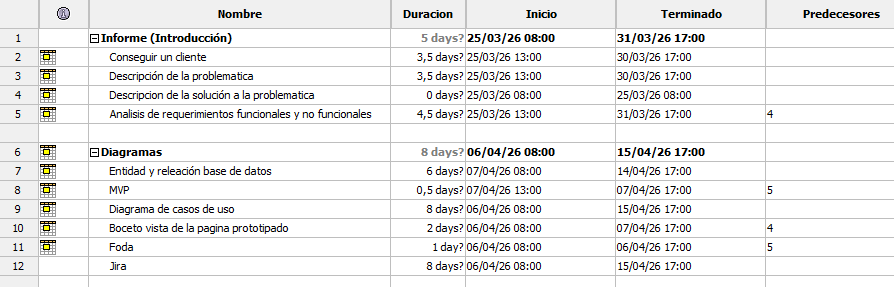 Nombre Duracion Inicio Terminado Predecesores
1 Informe (Introducción) 5 days? 25/03/26 08:00 31/03/26 17:00
2 Conseguir un cliente 3,5 days? 25/03/26 13:00 30/03/26 17:00
3 Descripción de la problematica 3,5 days? 25/03/26 13:00 30/03/26 17:00
4 Descripcion de la solución a la problematica 0 days? 25/03/26 08:00 25/03/26 08:00
5 Analisis de requerimientos funcionales y no funcionales 4,5 days? 25/03/26 13:00 31/03/26 17:00 4
6 Diagramas 8 days? 06/04/26 08:00 15/04/26 17:00
7 Entidad y releación base de datos 6 days? 07/04/26 08:00 14/04/26 17:00
8 MVP 0,5 days? 07/04/26 13:00 07/04/26 17:00 5
9 Diagrama de casos de uso 8 days? 06/04/26 08:00 15/04/26 17:00
10 Boceto vista de la pagina prototipado 2 days? 06/04/26 08:00 07/04/26 17:00 4
11 Foda 1 day? 06/04/26 08:00 06/04/26 17:00 5
12 Jira 8 days? 06/04/26 08:00 15/04/26 17:00